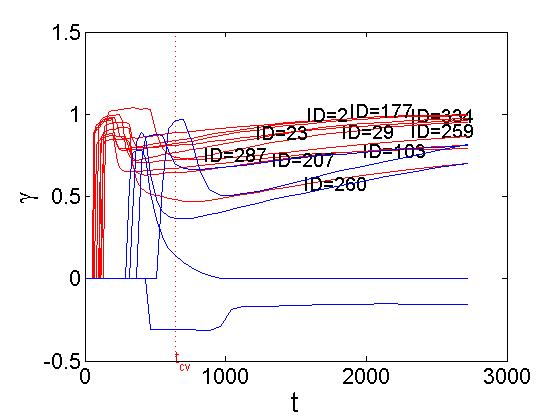 1.5
1
0.5
0
-0.5
γ
ID=2
ID=177
ID=334
ID=23
ID=29
ID=259
ID=287
ID=207
ID=103
ID=260
t_cv
0
1000
2000
3000
t